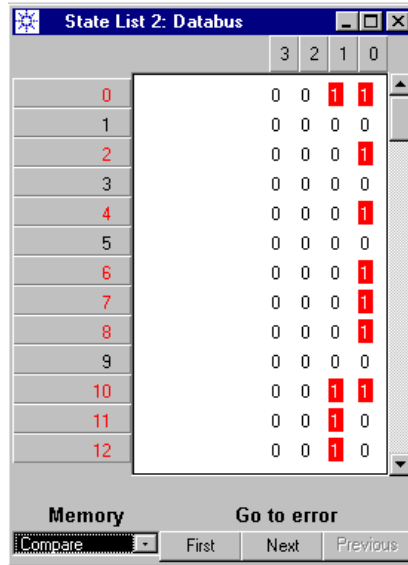 State List 2: Databus
3 2 1 0
0 0 0 1 1
1 0 0 0 0
2 0 0 0 1
3 0 0 0 0
4 0 0 0 1
5 0 0 0 0
6 0 0 0 1
7 0 0 0 1
8 0 0 0 1
9 0 0 0 0
10 0 0 1 1
11 0 0 1 0
12 0 0 1 0
Memory Go to error
Compare First Next Previous